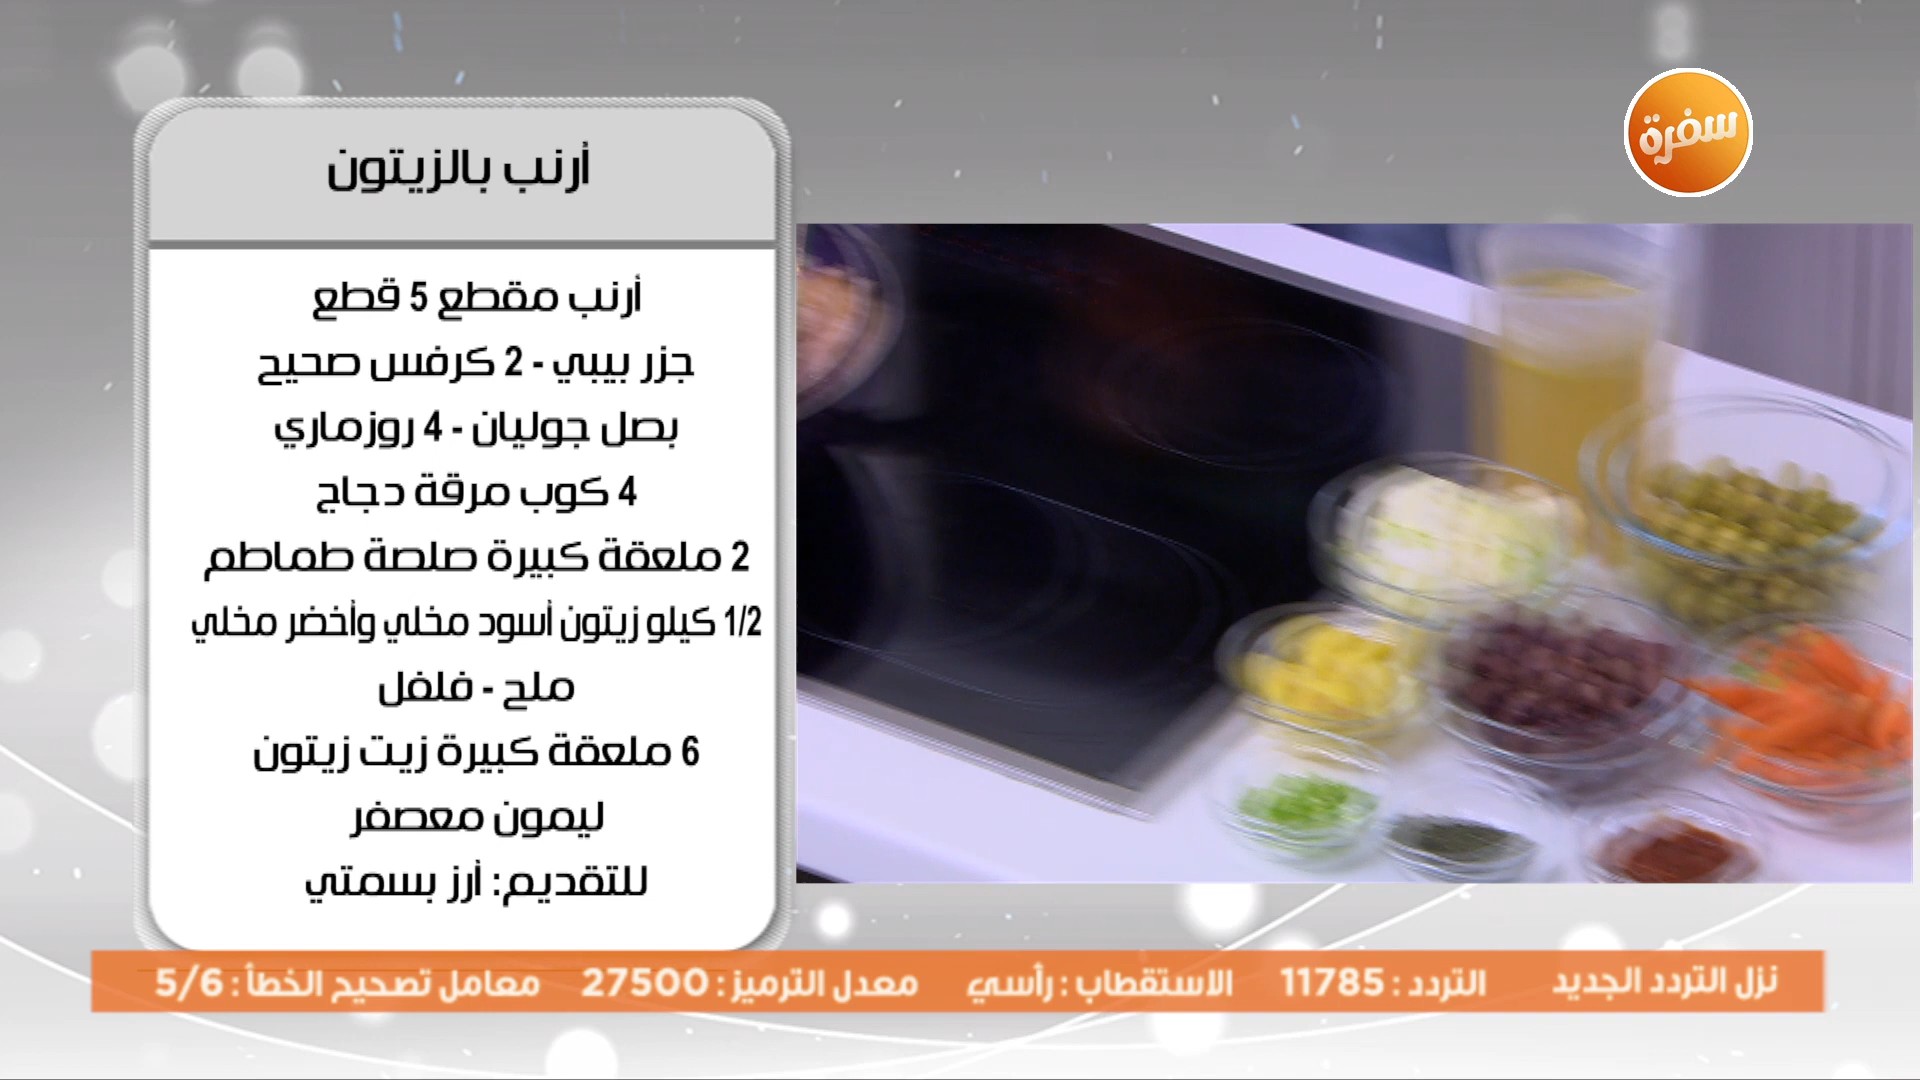 سفرة
أرنب بالزيتون
أرنب مقطع 5 قطع
جزر بيبي - 2 كرفس صحيح
بصل جوليان - 4 روزماري
4 كوب مرقة دجاج
2 ملعقة كبيرة صلصة طماطم
1/2 كيلو زيتون أسود مخلي وأخضر مخلي
ملح - فلفل
6 ملعقة كبيرة زيت زيتون
ليمون معصفر
للتقديم: أرز بسمتي
نزل التردد الجديد التردد : 11785 الاستقطاب : رأسي معدل الترميز : 27500 معامل تصحيح الخطأ : 5/6